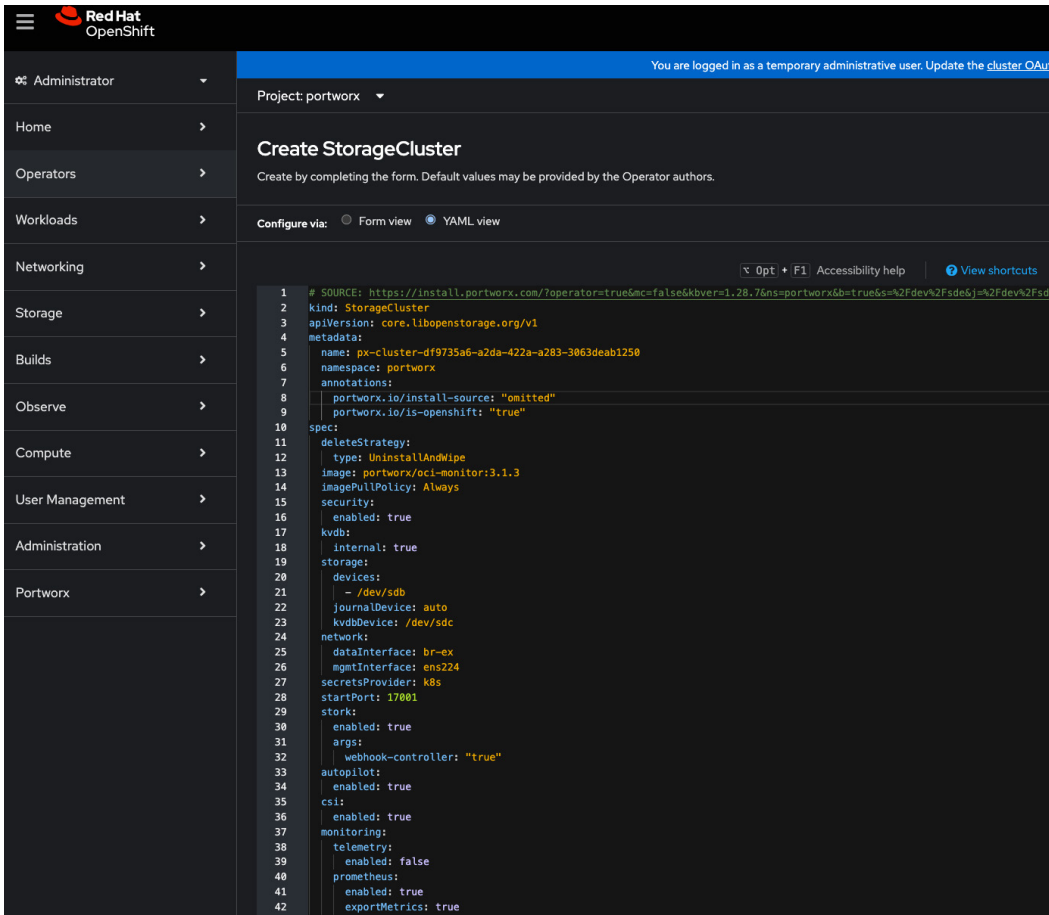 Red Hat
OpenShift
Administrator
Home
Operators
Workloads
Networking
Storage
Builds
Observe
Compute
User Management
Administration
Portworx
You are logged in as a temporary administrative user. Update the cluster OAu
Project: portworx
Create StorageCluster
Create by completing the form. Default values may be provided by the Operator authors.
Configure via: Form view YAML view
⌥ Opt + F1 Accessibility help View shortcuts
1 # SOURCE: https://install.portworx.com/?operator=true&mc=false&kbver=1.28.7&ns=portworx&b=true&s=%2Fdev%2Fsde&j=%2Fdev%2Fsd
2 kind: StorageCluster
3 apiVersion: core.libopenstorage.org/v1
4 metadata:
5 name: px-cluster-df9735a6-a2da-422a-a283-3063deab1250
6 namespace: portworx
7 annotations:
8 portworx.io/install-source: "omitted"
9 portworx.io/is-openshift: "true"
10 spec:
11 deleteStrategy:
12 type: UninstallAndWipe
13 image: portworx/oci-monitor:3.1.3
14 imagePullPolicy: Always
15 security:
16 enabled: true
17 kvdb:
18 internal: true
19 storage:
20 devices:
21 - /dev/sdb
22 journalDevice: auto
23 kvdbDevice: /dev/sdc
24 network:
25 dataInterface: br-ex
26 mgmtInterface: ens224
27 secretsProvider: k8s
28 startPort: 17001
29 stork:
30 enabled: true
31 args:
32 webhook-controller: "true"
33 autopilot:
34 enabled: true
35 csi:
36 enabled: true
37 monitoring:
38 telemetry:
39 enabled: false
40 prometheus:
41 enabled: true
42 exportMetrics: true